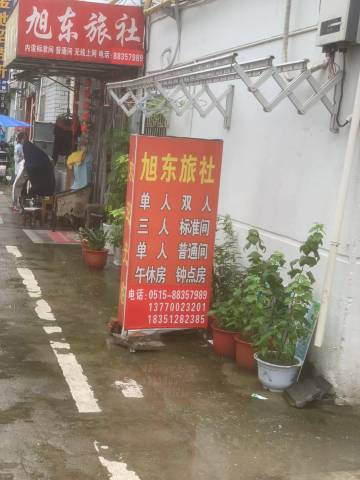 旭东旅社
内设标准间 普通间 无线上网 电话:88357989
旭东旅社
单人 双人
三人 标准间
单人 普通间
午休房 钟点房
电话:0515-88357989
13770023201
18351282385